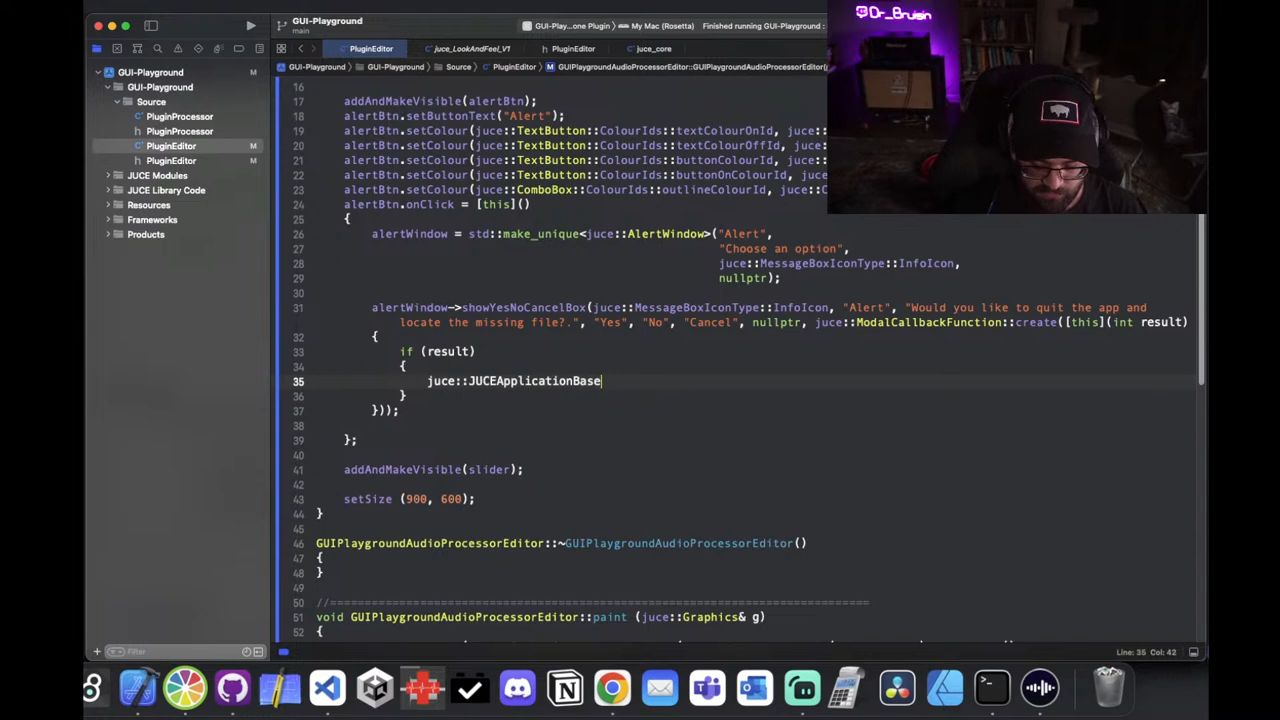 @Dr_Bruisin
GUI-Playground
main
GUI-Play...one Plugin
My Mac (Rosetta)
Finished running GUI-Playground :
PluginEditor
juce_LookAndFeel_V1
PluginEditor
juce_core
GUI-Playground
GUI-Playground
Source
PluginEditor
GUIPlaygroundAudioProcessorEditor::GUIPlaygroundAudioProcessorEditor(
GUI-Playground M
GUI-Playground
Source
PluginProcessor
PluginProcessor
PluginEditor M
PluginEditor M
JUCE Modules
JUCE Library Code
Resources
Frameworks
Products
16
17 addAndMakeVisible(alertBtn);
18 alertBtn.setButtonText("Alert");
19 alertBtn.setColour(juce::TextButton::ColourIds::textColourOnId, juce::
20 alertBtn.setColour(juce::TextButton::ColourIds::textColourOffId, juce::
21 alertBtn.setColour(juce::TextButton::ColourIds::buttonColourId, juce::
22 alertBtn.setColour(juce::TextButton::ColourIds::buttonOnColourId, juce::
23 alertBtn.setColour(juce::ComboBox::ColourIds::outlineColourId, juce::C
24 alertBtn.onClick = [this]()
25 {
26 alertWindow = std::make_unique<juce::AlertWindow>("Alert",
27 "Choose an option",
28 juce::MessageBoxIconType::InfoIcon,
29 nullptr);
30
31 alertWindow->showYesNoCancelBox(juce::MessageBoxIconType::InfoIcon, "Alert", "Would you like to quit the app and
locate the missing file?.", "Yes", "No", "Cancel", nullptr, juce::ModalCallbackFunction::create([this](int result)
32 {
33 if (result)
34 {
35 juce::JUCEApplicationBase
36 }
37 }));
38
39 };
40
41 addAndMakeVisible(slider);
42
43 setSize (900, 600);
44 }
45
46 GUIPlaygroundAudioProcessorEditor::~GUIPlaygroundAudioProcessorEditor()
47 {
48 }
49
50 //==============================================================================
51 void GUIPlaygroundAudioProcessorEditor::paint (juce::Graphics& g)
52 {
Filter
Line: 35 Col: 42